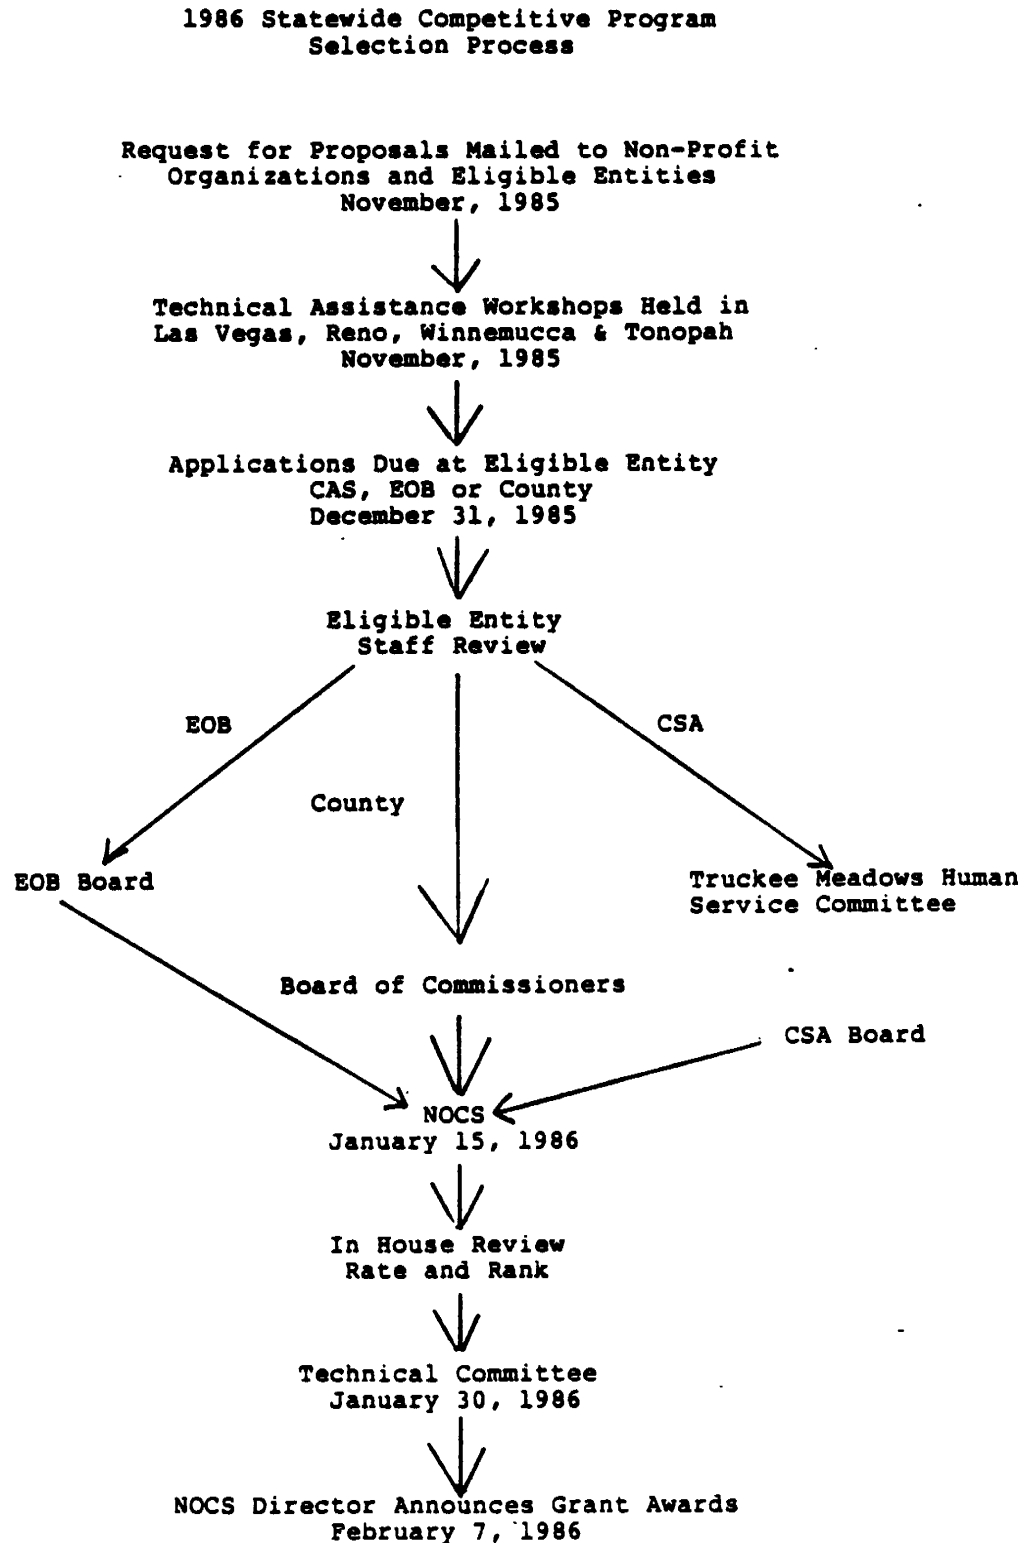 1986 Statewide Competitive Program
Selection Process
Request for Proposals Mailed to Non-Profit
Organizations and Eligible Entities
November, 1985
Technical Assistance Workshops Held in
Las Vegas, Reno, Winnemucca & Tonopah
November, 1985
Applications Due at Eligible Entity
CAS, EOB or County
December 31, 1985
Eligible Entity
Staff Review
EOB
CSA
County
EOB Board
Truckee Meadows Human
Service Committee
Board of Commissioners
CSA Board
NOCS
January 15, 1986
In House Review
Rate and Rank
Technical Committee
January 30, 1986
NOCS Director Announces Grant Awards
February 7, 1986